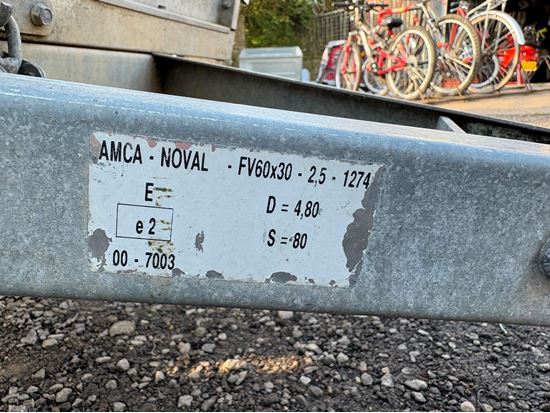 AMCA - NOVAL - FV60x30 - 2,5 - 1274
E D = 4,80
e 2 S = 80
00 - 7003